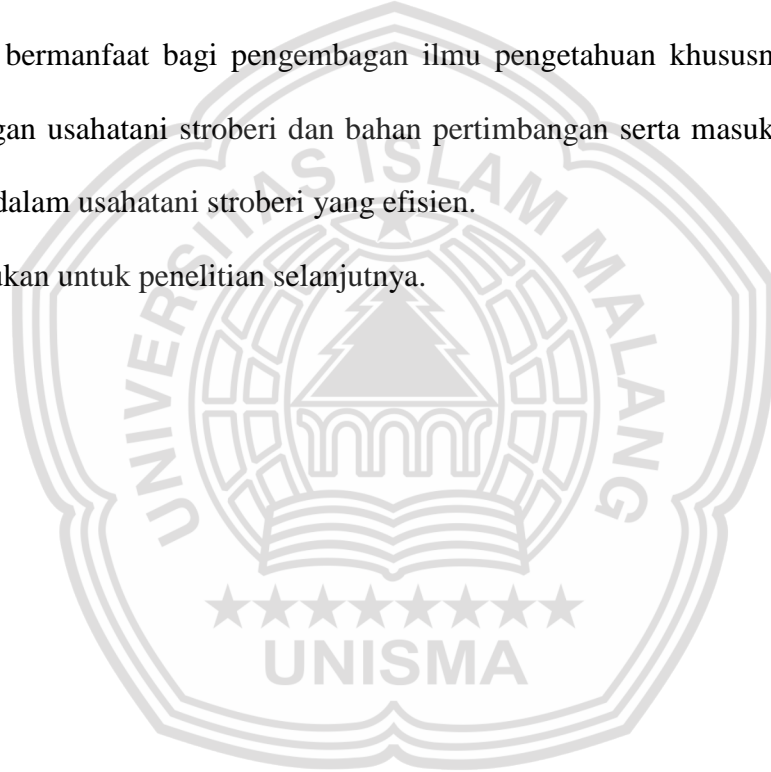 bermanfaat bagi pengembagan ilmu pengetahuan khususn
gan usahatani stroberi dan bahan pertimbangan serta masuk
dalam usahatani stroberi yang efisien.
ukan untuk penelitian selanjutnya.
UNIVERSITAS ISLAM MALANG
UNISMA